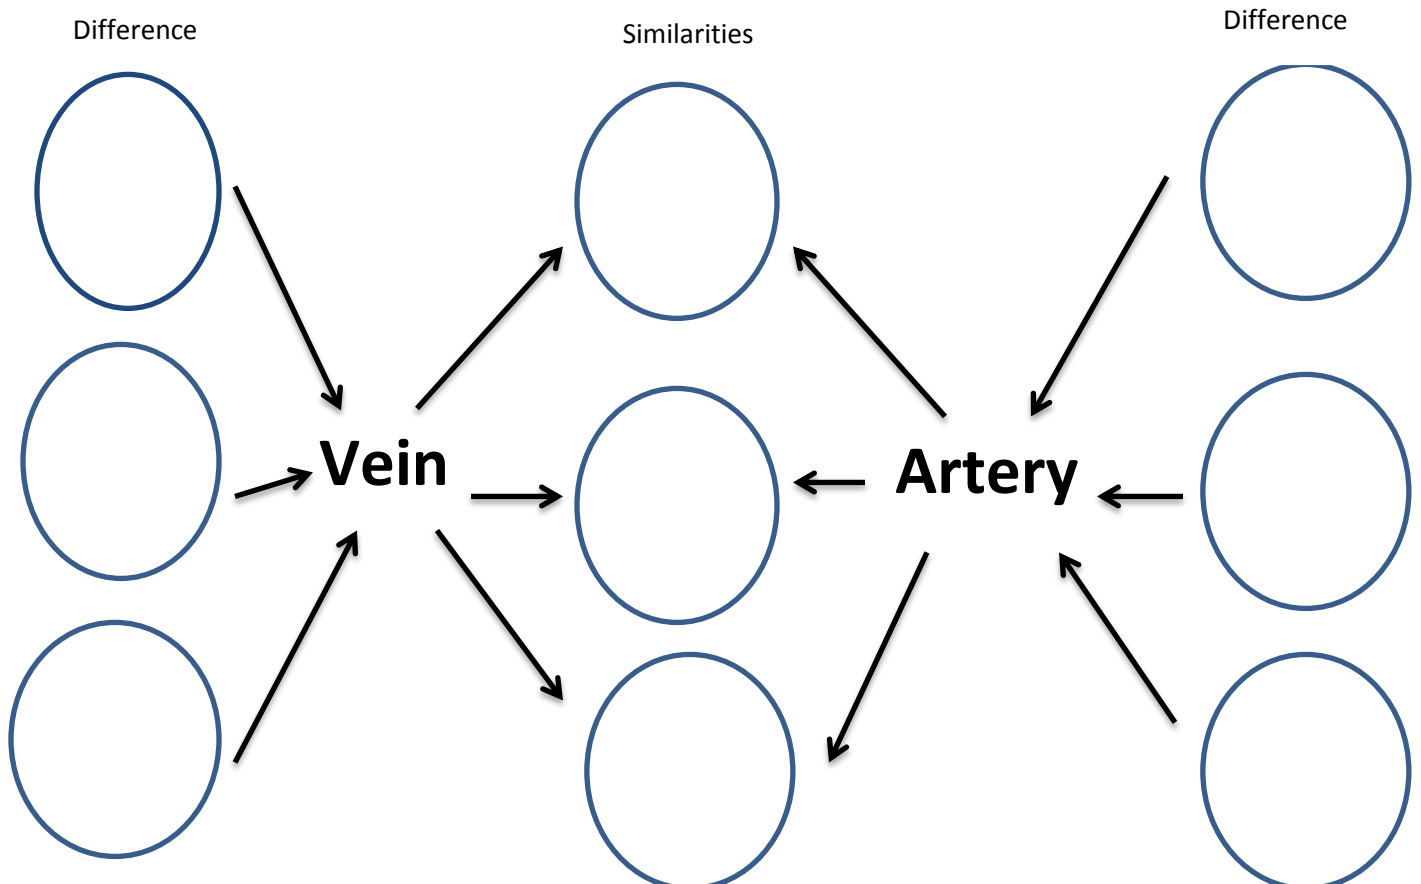 Difference
Similarities
Difference
Vein
Artery